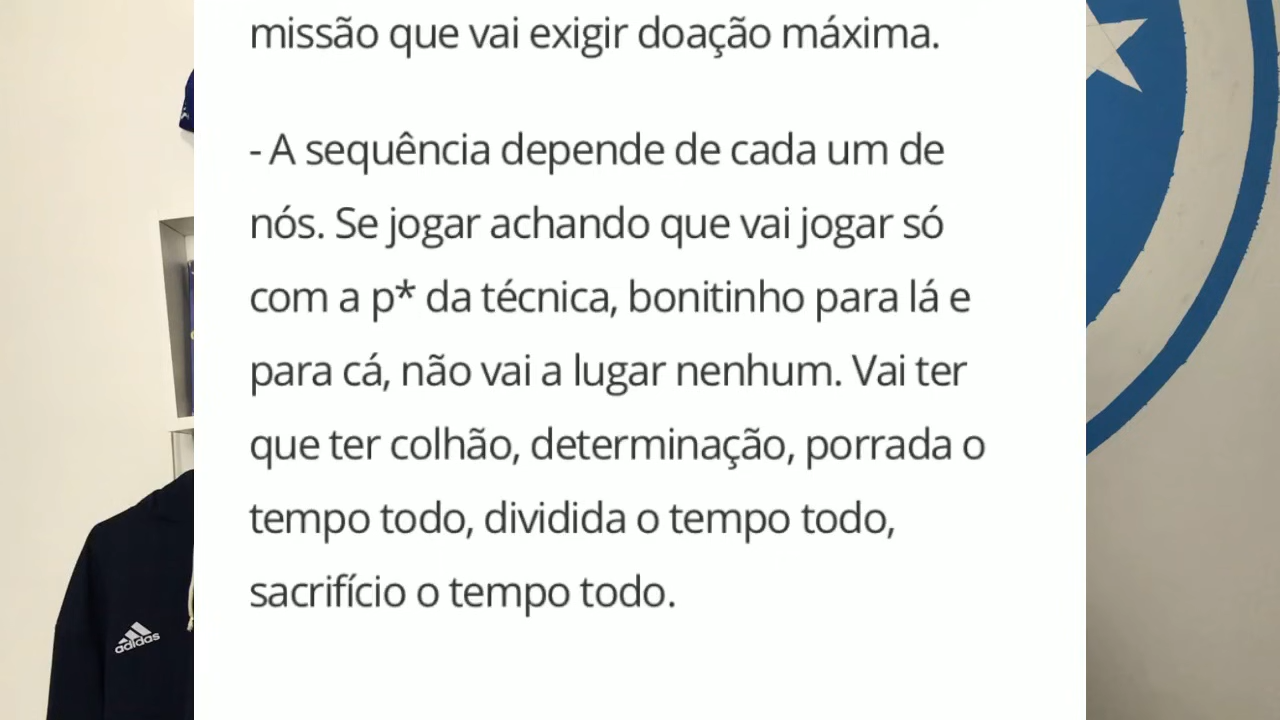 missão que vai exigir doação máxima.
- A sequência depende de cada um de
nós. Se jogar achando que vai jogar só
com a p* da técnica, bonitinho para lá e
para cá, não vai a lugar nenhum. Vai ter
que ter colhão, determinação, porrada o
tempo todo, dividida o tempo todo,
sacrifício o tempo todo.
adidas